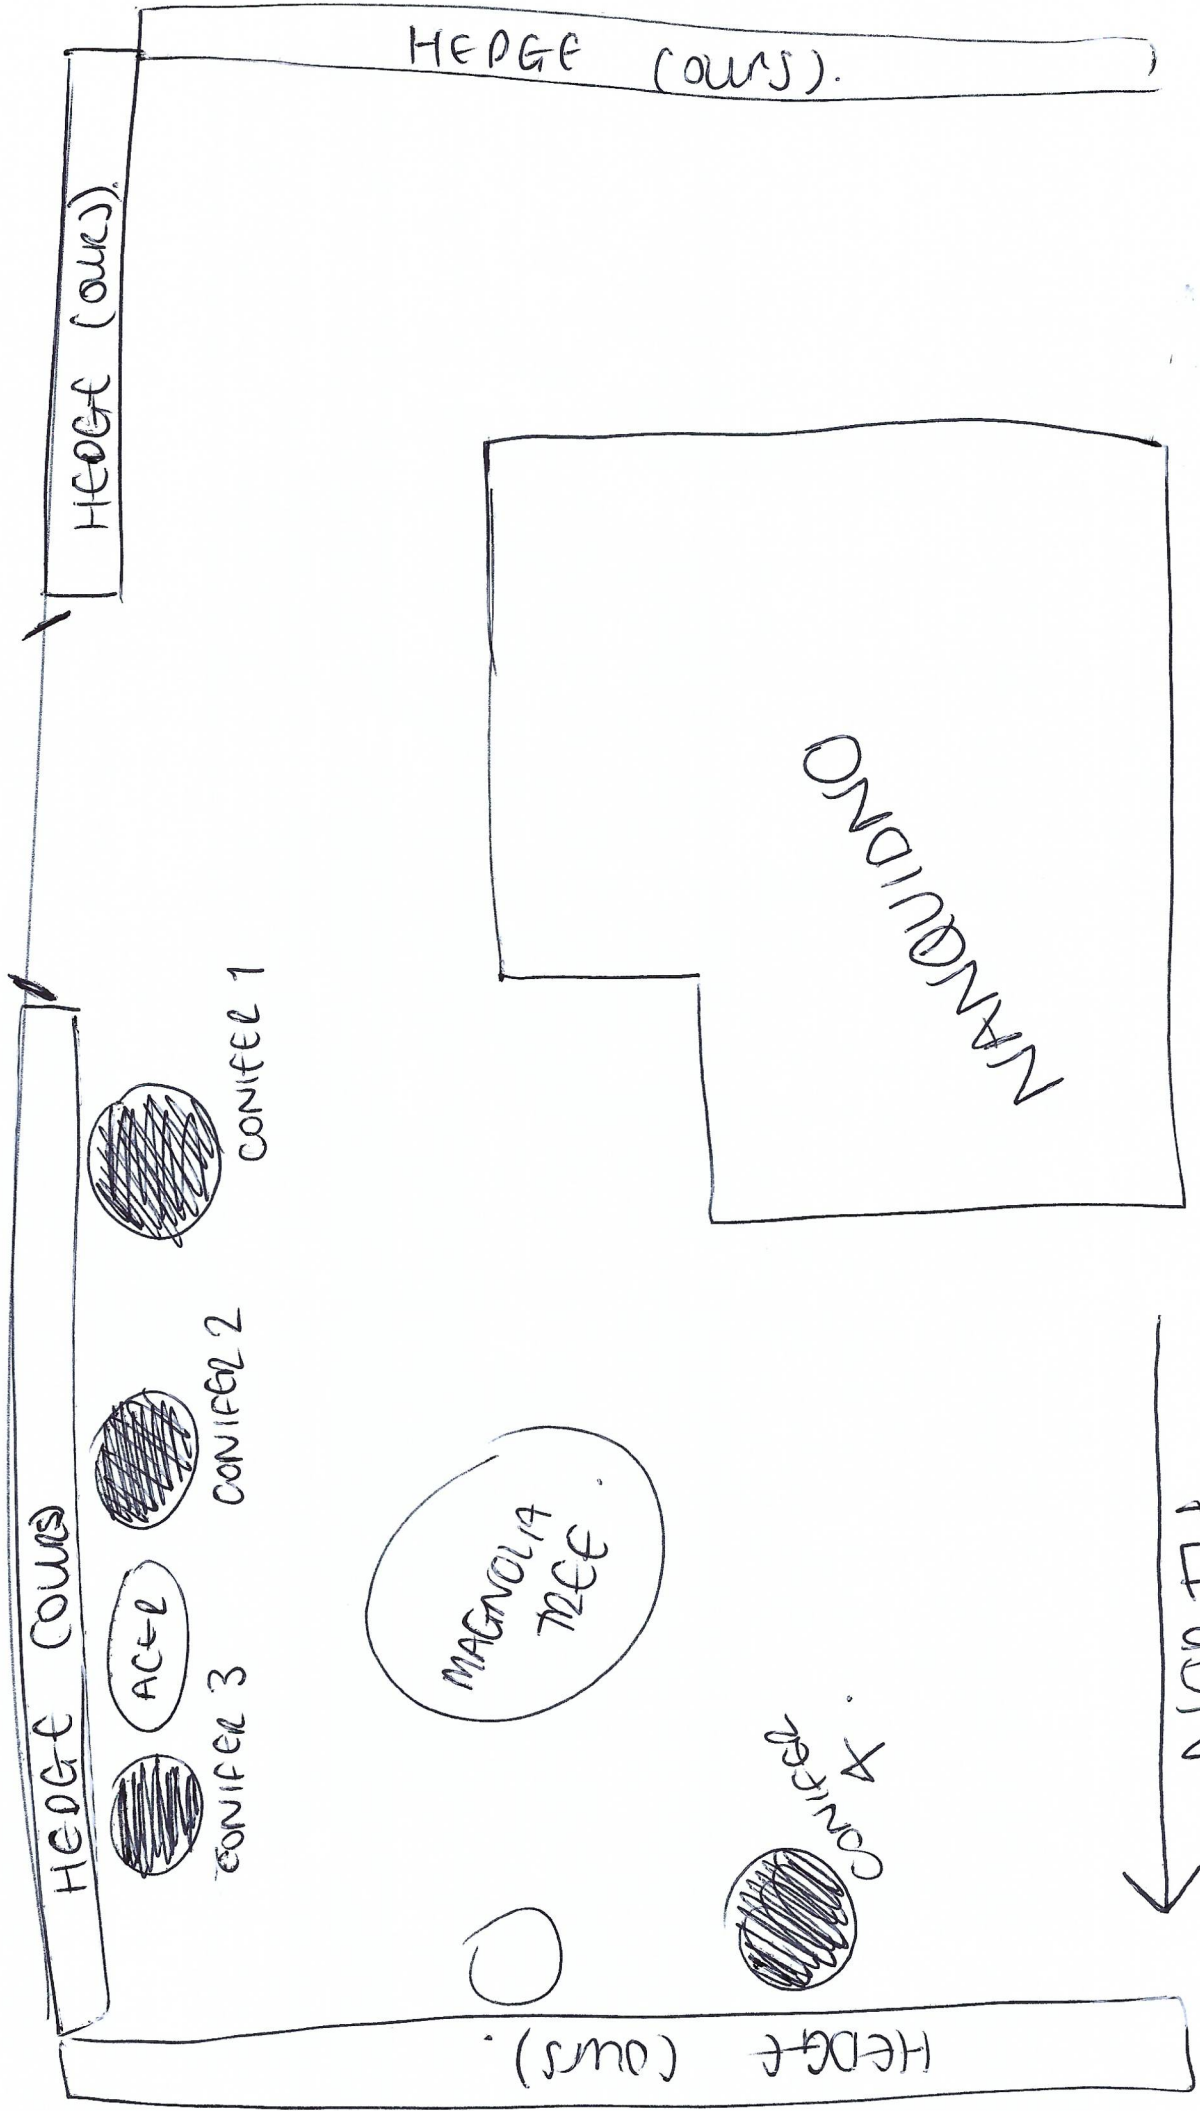 HEDGE (OURS).
HEDGE (OURS).
NANQUIDNO
CONIFER 1
CONIFER 2
HEDGE (OURS)
ACER
CONIFER 3
MAGNOLIA
TREE
CONIFER
4.
HEDGE (OURS).